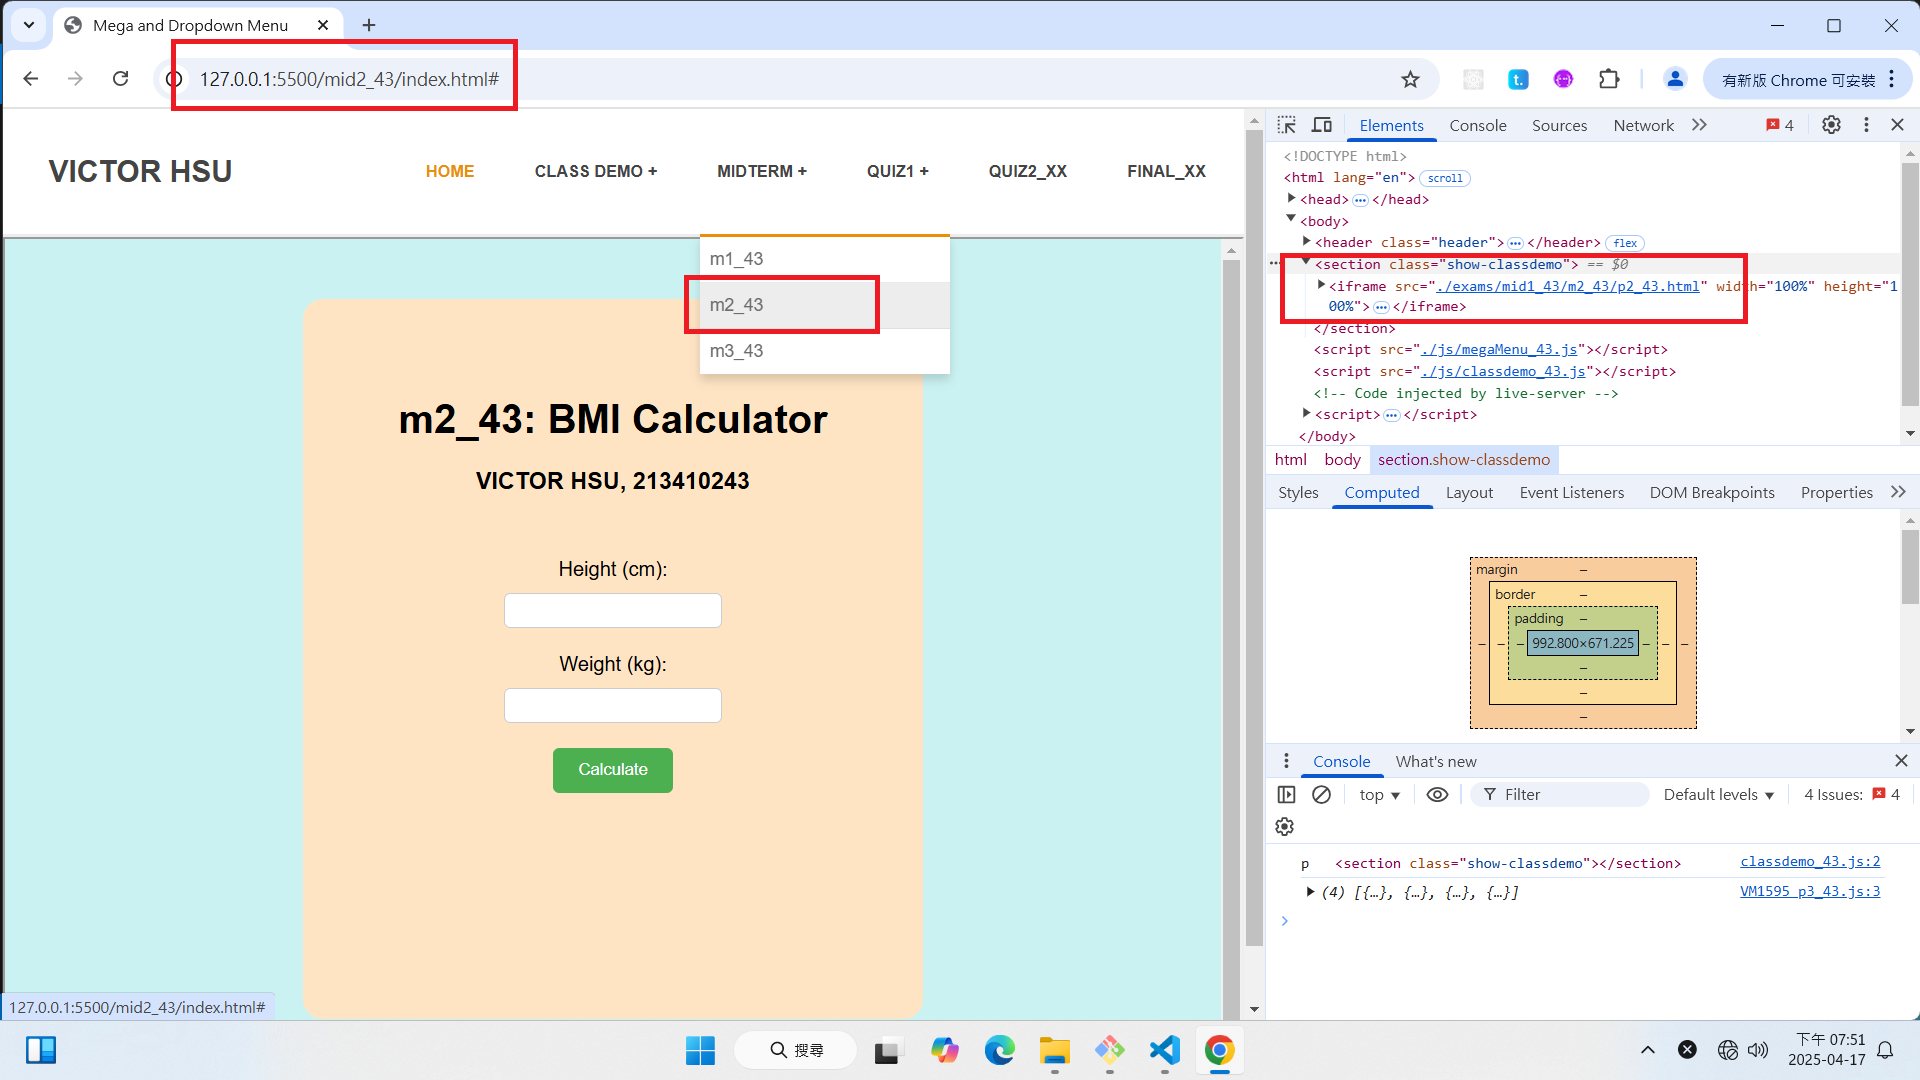 Mega and Dropdown Menu
127.0.0.1:5500/mid2_43/index.html#
t.
有新版 Chrome 可安裝
VICTOR HSU
HOME CLASS DEMO + MIDTERM + QUIZ1 + QUIZ2_XX FINAL_XX
m1_43
m2_43
m3_43
m2_43: BMI Calculator
VICTOR HSU, 213410243
Height (cm):
Weight (kg):
Calculate
127.0.0.1:5500/mid2_43/index.html#
Elements Console Sources Network 4
<!DOCTYPE html>
<html lang="en"> scroll
<head> ••• </head>
<body>
<header class="header"> ••• </header> flex
••• <section class="show-classdemo"> == $0
<iframe src="./exams/mid1_43/m2_43/p2_43.html" width="100%" height="1
00%"> ••• </iframe>
</section>
<script src="./js/megaMenu_43.js"></script>
<script src="./js/classdemo_43.js"></script>
<!-- Code injected by live-server -->
<script> ••• </script>
</body>
html body section.show-classdemo
Styles Computed Layout Event Listeners DOM Breakpoints Properties
margin –
border –
padding –
– – – 992.800×671.225 – – –
–
–
–
Console What's new
top Filter Default levels 4 Issues: 4
p <section class="show-classdemo"></section> classdemo_43.js:2
(4) [{…}, {…}, {…}, {…}] VM1595 p3_43.js:3
搜尋
下午 07:51
2025-04-17